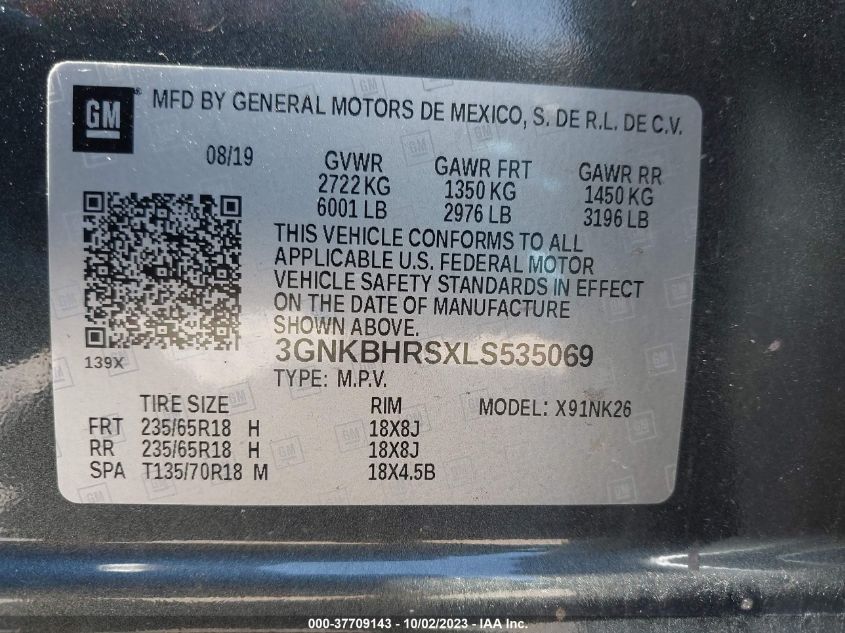 GM
MFD BY GENERAL MOTORS DE MEXICO, S. DE R.L. DE C.V.
08/19 GVWR GAWR FRT GAWR RR
2722 KG 1350 KG 1450 KG
6001 LB 2976 LB 3196 LB
THIS VEHICLE CONFORMS TO ALL
APPLICABLE U.S. FEDERAL MOTOR
VEHICLE SAFETY STANDARDS IN EFFECT
ON THE DATE OF MANUFACTURE
SHOWN ABOVE.
139X
3GNKBHRSXLS535069
TYPE: M.P.V.
TIRE SIZE RIM MODEL: X91NK26
FRT 235/65R18 H 18X8J
RR 235/65R18 H 18X8J
SPA T135/70R18 M 18X4.5B
000-37709143 - 10/02/2023 - IAA Inc.